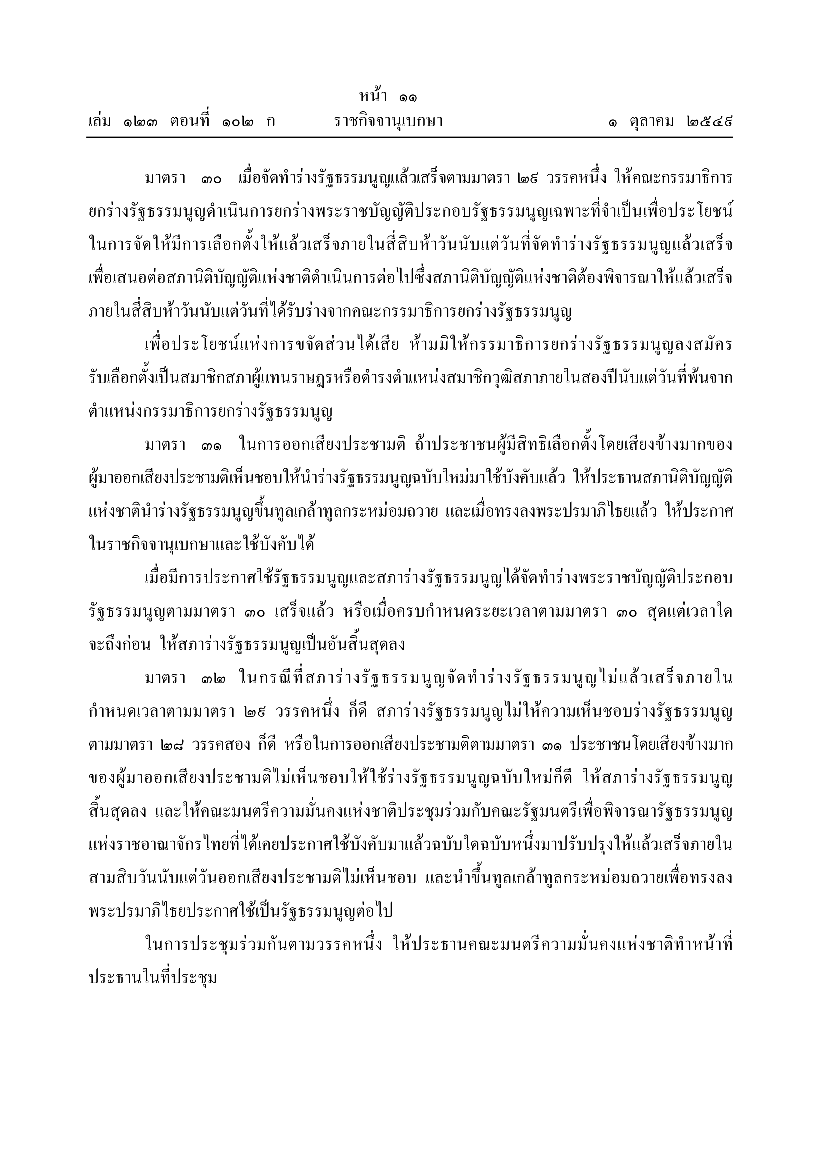 หน้า ๑๑
เล่ม ๑๒๓ ตอนที่ ๑๐๒ ก ราชกิจจานุเบกษา ๑ ตุลาคม ๒๕๔๙
มาตรา ๓๐ เมื่อจัดทำร่างรัฐธรรมนูญแล้วเสร็จตามมาตรา ๒๙ วรรคหนึ่ง ให้คณะกรรมาธิการ
ยกร่างรัฐธรรมนูญดำเนินการยกร่างพระราชบัญญัติประกอบรัฐธรรมนูญเฉพาะที่จำเป็นเพื่อประโยชน์
ในการจัดให้มีการเลือกตั้งให้แล้วเสร็จภายในสี่สิบห้าวันนับแต่วันที่จัดทำร่างรัฐธรรมนูญแล้วเสร็จ
เพื่อเสนอต่อสภานิติบัญญัติแห่งชาติดำเนินการต่อไปซึ่งสภานิติบัญญัติแห่งชาติต้องพิจารณาให้แล้วเสร็จ
ภายในสี่สิบห้าวันนับแต่วันที่ได้รับร่างจากคณะกรรมาธิการยกร่างรัฐธรรมนูญ
เพื่อประโยชน์แห่งการขจัดส่วนได้เสีย ห้ามมิให้กรรมาธิการยกร่างรัฐธรรมนูญลงสมัคร
รับเลือกตั้งเป็นสมาชิกสภาผู้แทนราษฎรหรือดำรงตำแหน่งสมาชิกวุฒิสภาภายในสองปีนับแต่วันที่พ้นจาก
ตำแหน่งกรรมาธิการยกร่างรัฐธรรมนูญ
มาตรา ๓๑ ในการออกเสียงประชามติ ถ้าประชาชนผู้มีสิทธิเลือกตั้งโดยเสียงข้างมากของ
ผู้มาออกเสียงประชามติเห็นชอบให้นำร่างรัฐธรรมนูญฉบับใหม่มาใช้บังคับแล้ว ให้ประธานสภานิติบัญญัติ
แห่งชาตินำร่างรัฐธรรมนูญขึ้นทูลเกล้าทูลกระหม่อมถวาย และเมื่อทรงลงพระปรมาภิไธยแล้ว ให้ประกาศ
ในราชกิจจานุเบกษาและใช้บังคับได้
เมื่อมีการประกาศใช้รัฐธรรมนูญและสภาร่างรัฐธรรมนูญได้จัดทำร่างพระราชบัญญัติประกอบ
รัฐธรรมนูญตามมาตรา ๓๐ เสร็จแล้ว หรือเมื่อครบกำหนดระยะเวลาตามมาตรา ๓๐ สุดแต่เวลาใด
จะถึงก่อน ให้สภาร่างรัฐธรรมนูญเป็นอันสิ้นสุดลง
มาตรา ๓๒ ในกรณีที่สภาร่างรัฐธรรมนูญจัดทำร่างรัฐธรรมนูญไม่แล้วเสร็จภายใน
กำหนดเวลาตามมาตรา ๒๙ วรรคหนึ่ง ก็ดี สภาร่างรัฐธรรมนูญไม่ให้ความเห็นชอบร่างรัฐธรรมนูญ
ตามมาตรา ๒๘ วรรคสอง ก็ดี หรือในการออกเสียงประชามติตามมาตรา ๓๑ ประชาชนโดยเสียงข้างมาก
ของผู้มาออกเสียงประชามติไม่เห็นชอบให้ใช้ร่างรัฐธรรมนูญฉบับใหม่ก็ดี ให้สภาร่างรัฐธรรมนูญ
สิ้นสุดลง และให้คณะมนตรีความมั่นคงแห่งชาติประชุมร่วมกับคณะรัฐมนตรีเพื่อพิจารณารัฐธรรมนูญ
แห่งราชอาณาจักรไทยที่ได้เคยประกาศใช้บังคับมาแล้วฉบับใดฉบับหนึ่งมาปรับปรุงให้แล้วเสร็จภายใน
สามสิบวันนับแต่วันออกเสียงประชามติไม่เห็นชอบ และนำขึ้นทูลเกล้าทูลกระหม่อมถวายเพื่อทรงลง
พระปรมาภิไธยประกาศใช้เป็นรัฐธรรมนูญต่อไป
ในการประชุมร่วมกันตามวรรคหนึ่ง ให้ประธานคณะมนตรีความมั่นคงแห่งชาติทำหน้าที่
ประธานในที่ประชุม